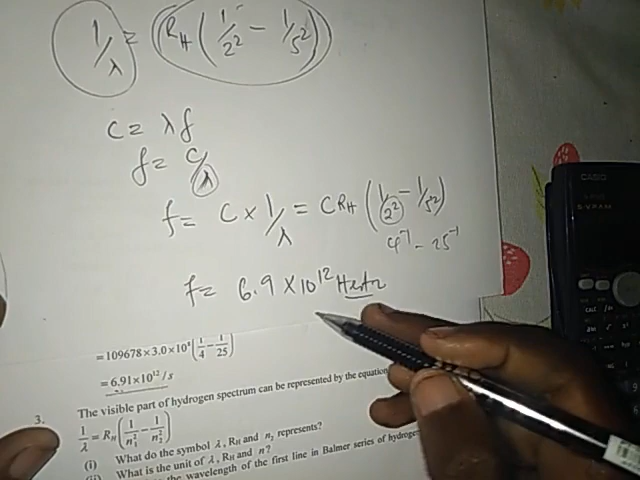 1/λ = (R_H (1/2² − 1/5²))
C = λf
f = C/λ
f = C × 1/λ = C R_H (1/2² − 1/5²)
4⁻¹ − 25⁻¹
f = 6.9 × 10¹² Hertz
= 109678 × 3.0 × 10⁸ (1/4 − 1/25)
= 6.91 × 10¹² / s
3. The visible part of hydrogen spectrum can be represented by the equation
1/λ = R_H (1/n₁² − 1/n₂²)
(i) What do the symbol λ, R_H and n, represents?
(ii) What is the unit of λ, R_H and n?
the wavelength of the first line in Balmer series of hydrogen
CASIO